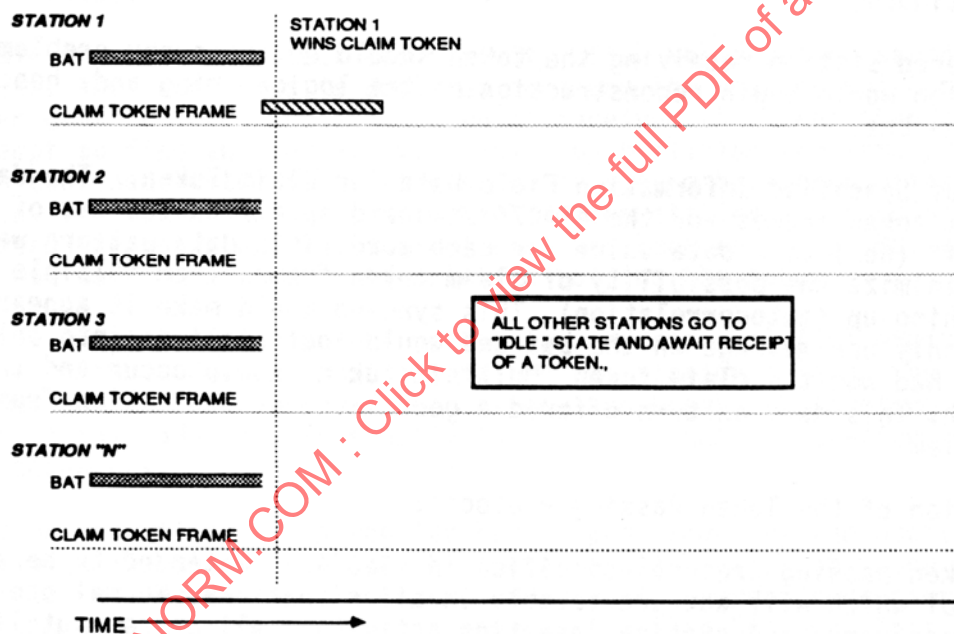 STATION 1
BAT
CLAIM TOKEN FRAME
STATION 1
WINS CLAIM TOKEN
STATION 2
BAT
CLAIM TOKEN FRAME
STATION 3
BAT
CLAIM TOKEN FRAME
ALL OTHER STATIONS GO TO
"IDLE " STATE AND AWAIT RECEIPT
OF A TOKEN.,
STATION "N"
BAT
CLAIM TOKEN FRAME
TIME
NORM.COM : Click to view the full PDF of a